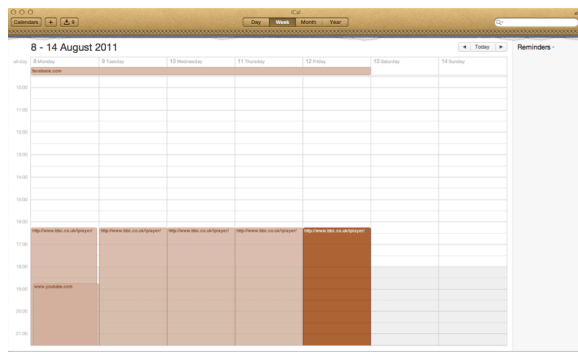 iCal
Calendars + 9 Day Week Month Year
8 - 14 August 2011 Today Reminders
all-day 8 Monday 9 Tuesday 10 Wednesday 11 Thursday 12 Friday 13 Saturday 14 Sunday
facebook.com
10:00
11:00
12:00
13:00
14:00
15:00
16:00
http://www.bbc.co.uk/iplayer/ http://www.bbc.co.uk/iplayer/ http://www.bbc.co.uk/iplayer/ http://www.bbc.co.uk/iplayer/ http://www.bbc.co.uk/iplayer/
17:00
18:00
www.youtube.com
19:00
20:00
21:00